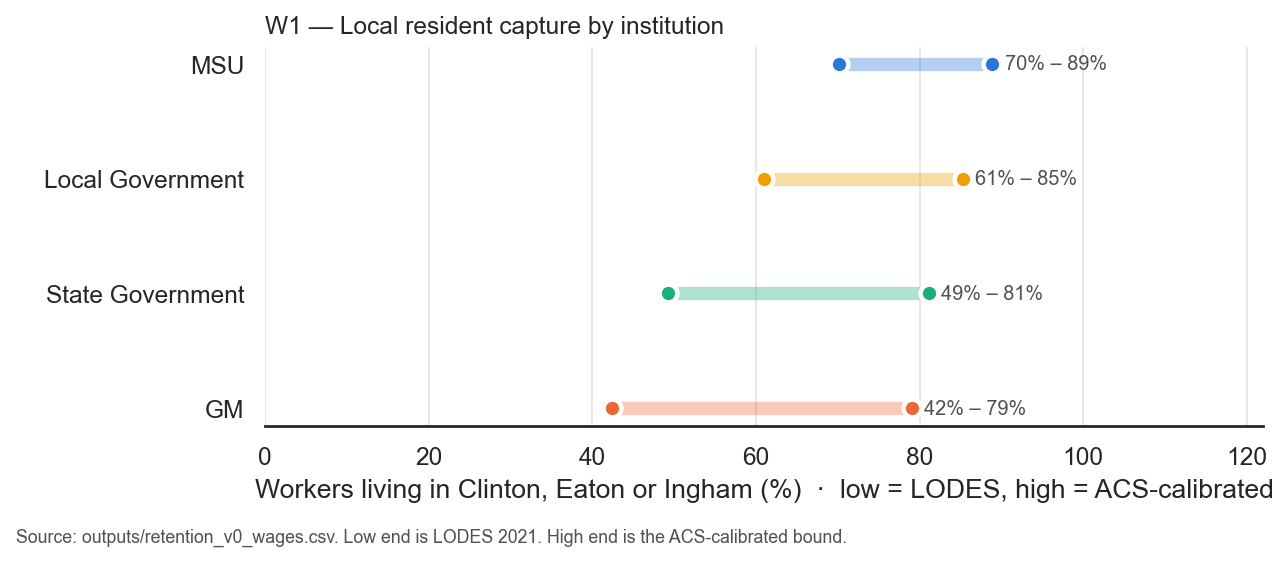 W1 — Local resident capture by institution
MSU
70% – 89%
Local Government
61% – 85%
State Government
49% – 81%
GM
42% – 79%
0 20 40 60 80 100 120
Workers living in Clinton, Eaton or Ingham (%) · low = LODES, high = ACS-calibrated
Source: outputs/retention_v0_wages.csv. Low end is LODES 2021. High end is the ACS-calibrated bound.